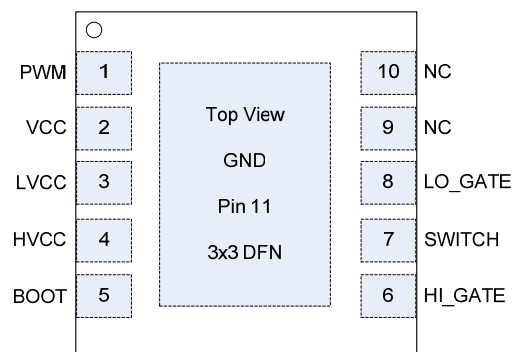 PWM 1 10 NC
VCC 2 9 NC
LVCC 3 8 LO_GATE
HVCC 4 7 SWITCH
BOOT 5 6 HI_GATE
Top View
GND
Pin 11
3x3 DFN